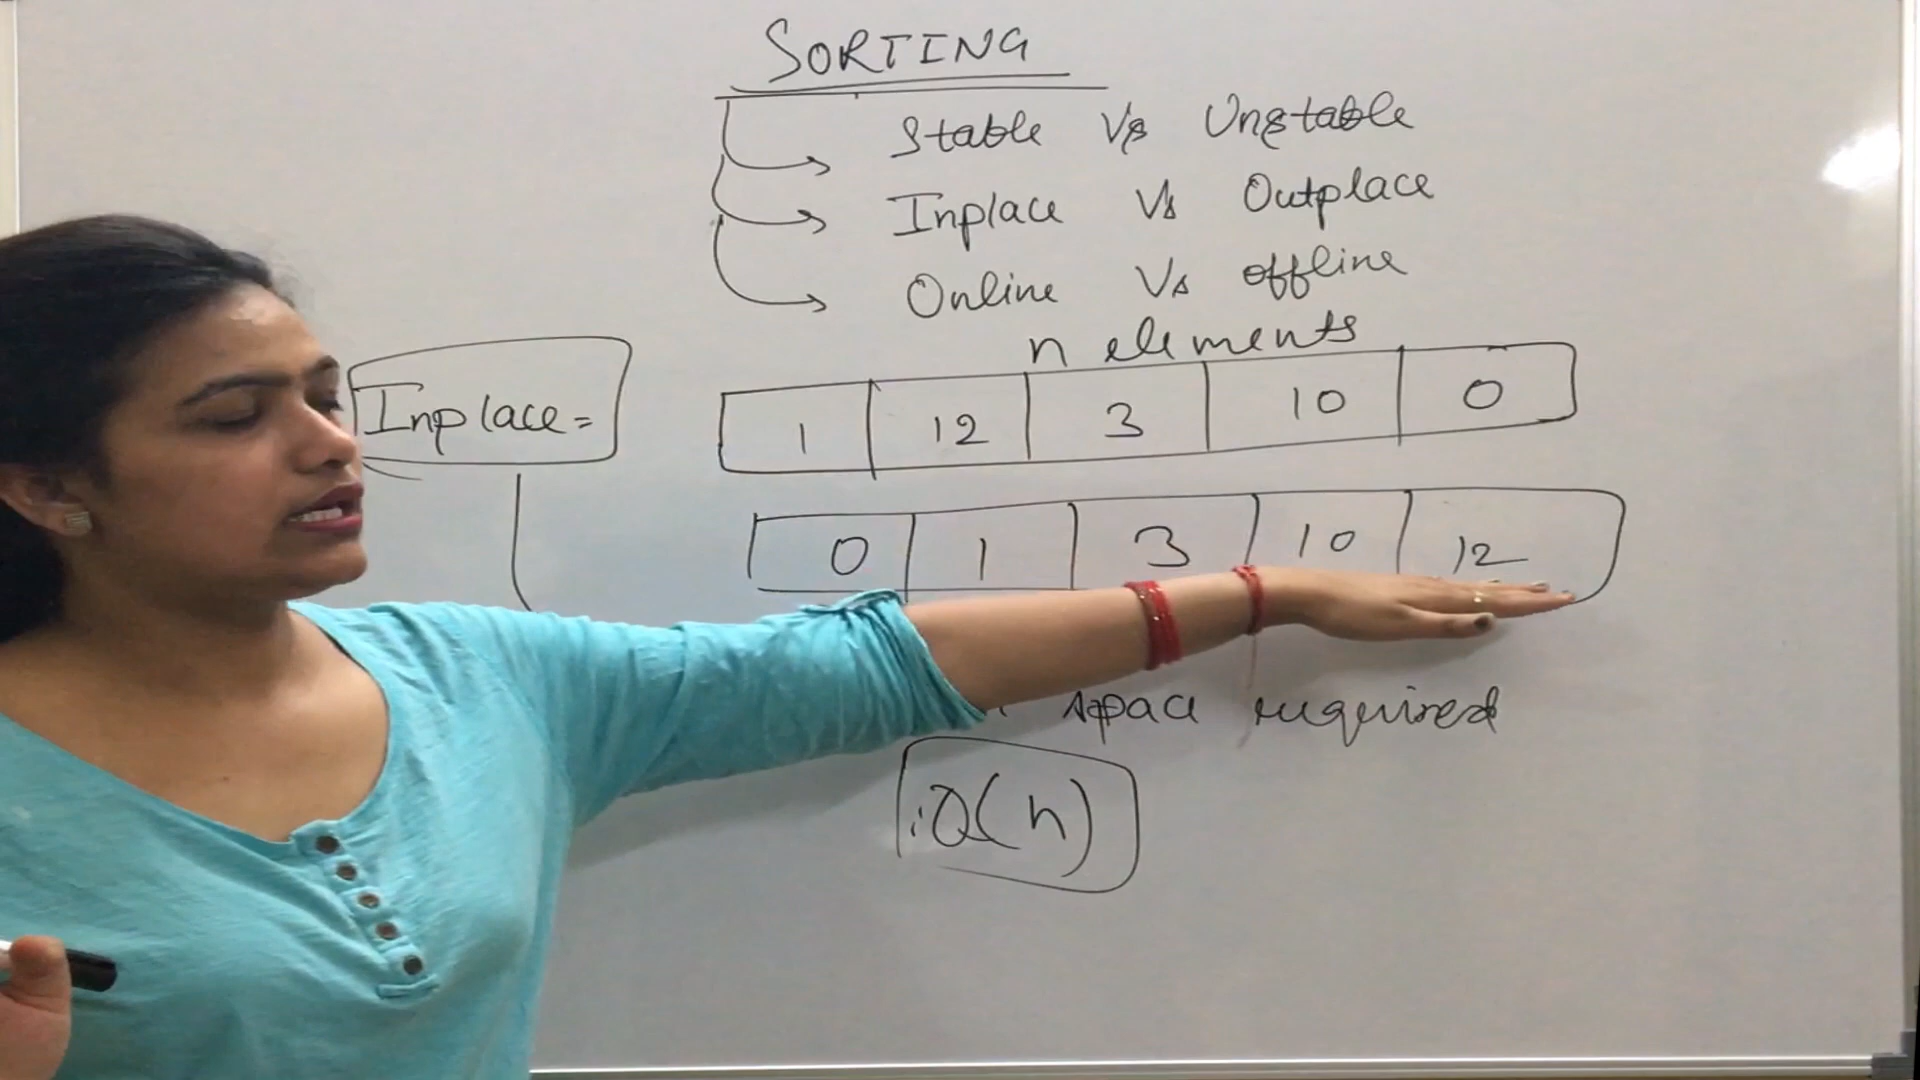 SORTING
Stable Vs Unstable
Inplace Vs Outplace
Online Vs offline
n elements
Inplace =
1 12 3 10 0
0 1 3 10 12
space required
O(n)